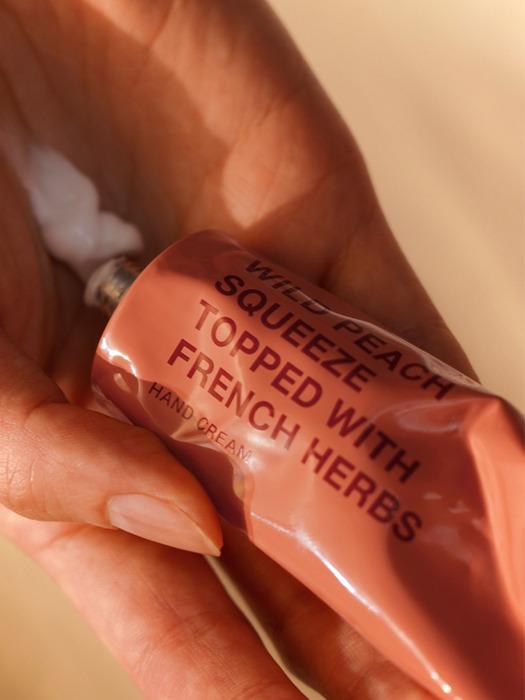 WILD PEACH
SQUEEZE
TOPPED WITH
FRENCH HERBS
HAND CREAM